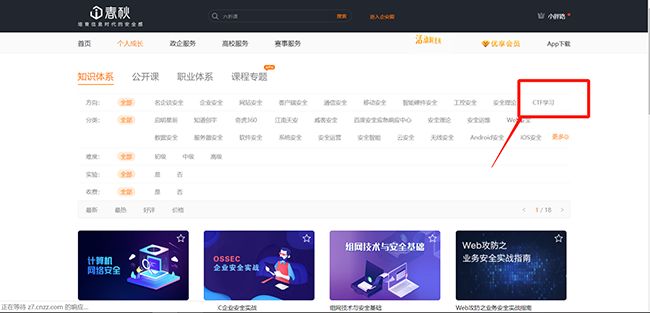 春秋
培育信息时代的安全感
八秒课 搜索 进入企安殿
首页 个人成长 政企服务 高校服务 赛事服务 优享会员 App下载
知识体系 公开课 职业体系 课程专题
方向: 全部 名企谈安全 企业安全 网站安全 客户端安全 通信安全 移动安全 智能硬件安全 工控安全 安全理论 CTF学习
分类: 全部 启明星辰 知道创宇 奇虎360 江南天安 威客安全 百度安全应急响应中心 安全理论 安全运维 Web安全
数据安全 服务器安全 软件安全 系统安全 安全运营 安全智能 云安全 无线安全 Android安全 iOS安全 更多
难度: 全部 初级 中级 高级
实验: 全部 是 否
收费: 全部 是 否
最新 最热 好评 价格 < 1 / 18 >
计算机
网络安全
OSSEC
企业安全实战
组网技术与安全基础
Web攻防之
业务安全实战指南
正在等待 z7.cnzz.com 的响应...
C企业安全实战 组网技术与安全基础 Web攻防之业务安全实战指南